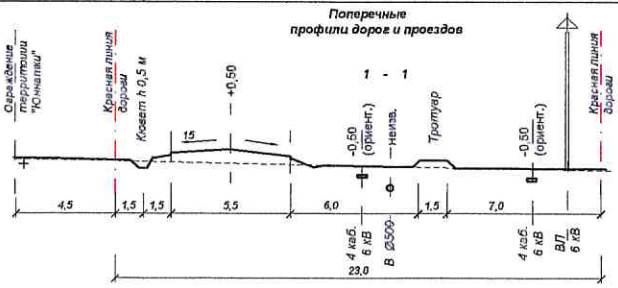 Поперечные
профили дорог и проездов
1 - 1
Ограждение
территории
"Юннатки"
Красная линия
дороги
Кювет h 0,5 м
+0,50
15
-0,50
(ориент.)
неизв.
Тротуар
-0,50
(ориент.)
Красная линия
дороги
4,5
1,5
1,5
5,5
6,0
1,5
7,0
4 каб.
6 кВ
В Ø500
4 каб.
6 кВ
ВЛ
6 кВ
23,0